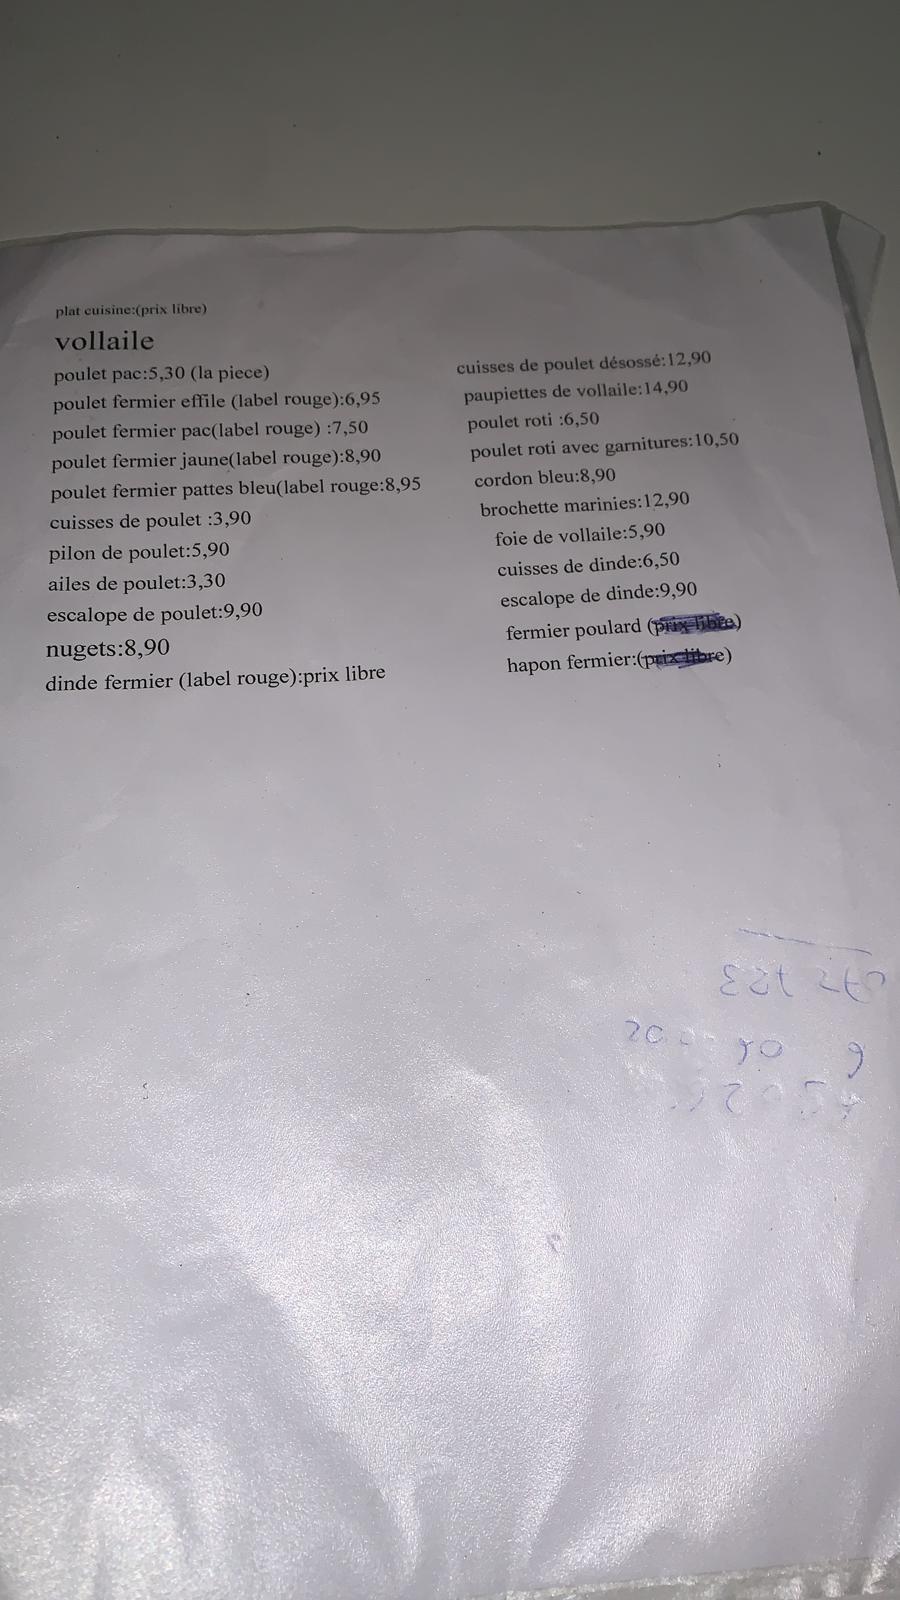 plat cuisine:(prix libre)
vollaile
poulet pac:5,30 (la piece)
poulet fermier effile (label rouge):6,95
poulet fermier pac(label rouge) :7,50
poulet fermier jaune(label rouge):8,90
poulet fermier pattes bleu(label rouge:8,95
cuisses de poulet :3,90
pilon de poulet:5,90
ailes de poulet:3,30
escalope de poulet:9,90
nugets:8,90
dinde fermier (label rouge):prix libre
cuisses de poulet désossé:12,90
paupiettes de vollaile:14,90
poulet roti :6,50
poulet roti avec garnitures:10,50
cordon bleu:8,90
brochette marinies:12,90
foie de vollaile:5,90
cuisses de dinde:6,50
escalope de dinde:9,90
fermier poulard (prix libre)
hapon fermier:(prix libre)